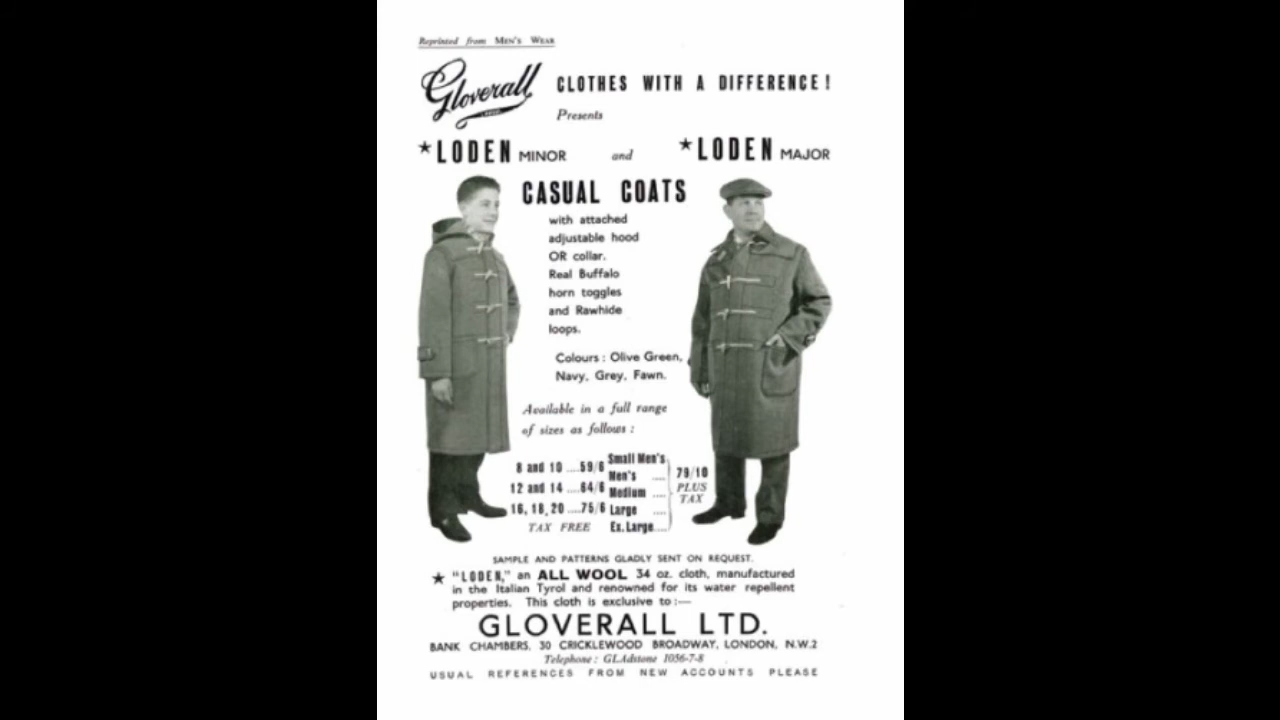 Reprinted from MEN'S WEAR
Gloverall
CLOTHES WITH A DIFFERENCE!
Presents
★LODEN MINOR and ★LODEN MAJOR
CASUAL COATS
with attached
adjustable hood
OR collar.
Real Buffalo
horn toggles
and Rawhide
loops.
Colours : Olive Green,
Navy, Grey, Fawn.
Available in a full range
of sizes as follows :
8 and 10 ....59/6
12 and 14 ....64/6
16, 18, 20 ....75/6
TAX FREE
Small Men's
Men's ....
Medium ....
Large ....
Ex. Large....
79/10
PLUS
TAX
SAMPLE AND PATTERNS GLADLY SENT ON REQUEST.
★ "LODEN," an ALL WOOL 34 oz. cloth, manufactured
in the Italian Tyrol and renowned for its water repellent
properties. This cloth is exclusive to :—
GLOVERALL LTD.
BANK CHAMBERS, 30 CRICKLEWOOD BROADWAY, LONDON, N.W.2
Telephone : GLAdstone 1056-7-8
USUAL REFERENCES FROM NEW ACCOUNTS PLEASE